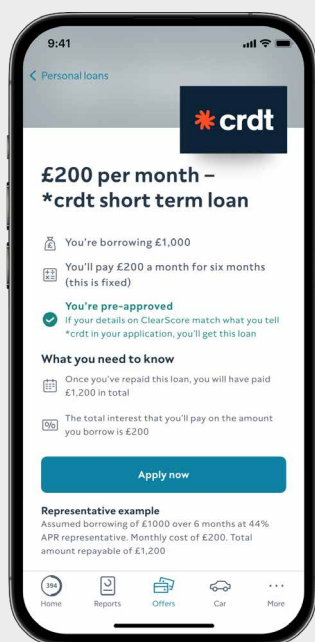 9:41
Personal loans
*crdt
£200 per month –
*crdt short term loan
You're borrowing £1,000
You'll pay £200 a month for six months
(this is fixed)
You're pre-approved
If your details on ClearScore match what you tell
*crdt in your application, you'll get this loan
What you need to know
Once you've repaid this loan, you will have paid
£1,200 in total
The total interest that you'll pay on the amount
you borrow is £200
Apply now
Representative example
Assumed borrowing of £1000 over 6 months at 44%
APR representative. Monthly cost of £200. Total
amount repayable of £1,200
394
Home Reports Offers Car More